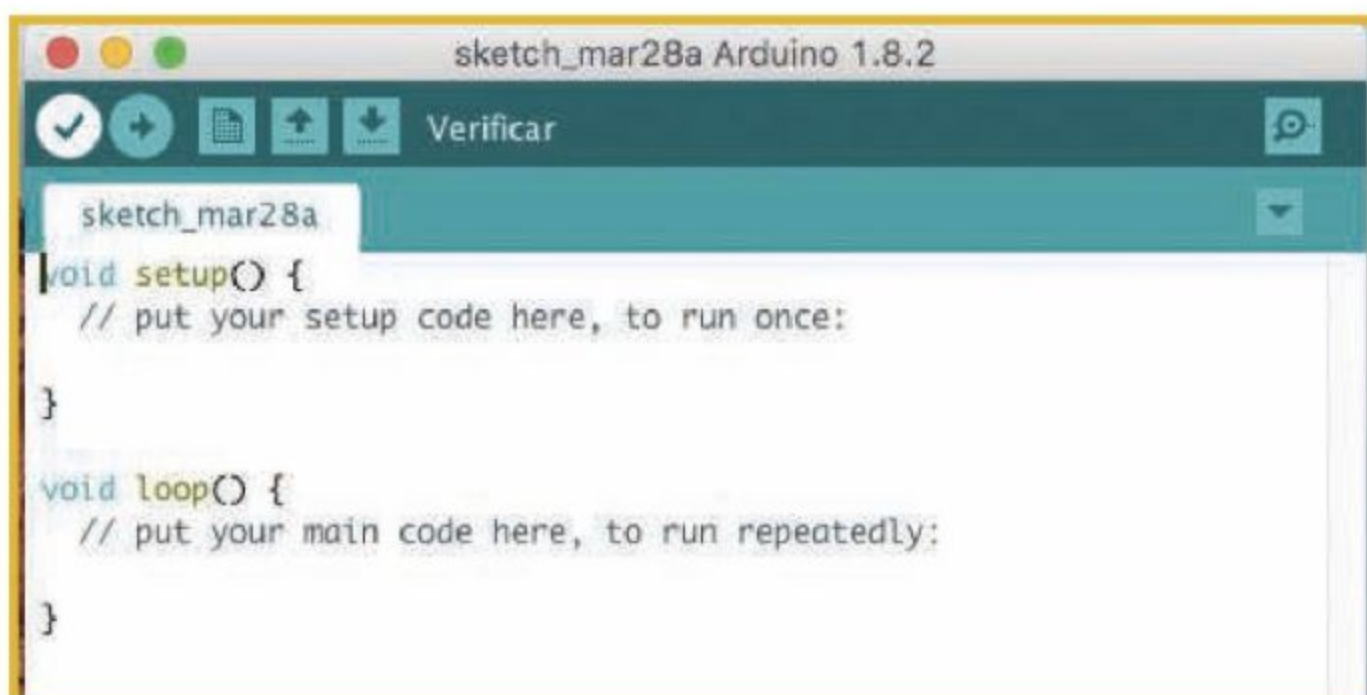 sketch_mar28a Arduino 1.8.2
Verificar
sketch_mar28a
void setup() {
// put your setup code here, to run once:
}
void loop() {
// put your main code here, to run repeatedly:
}